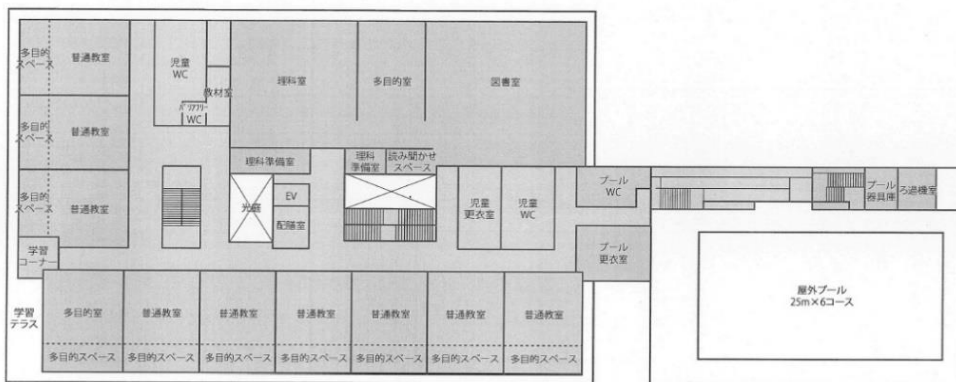 多目的
スペース
普通教室
児童
WC
教材室
バリアフリー
WC
理科室
多目的室
図書室
多目的
スペース
普通教室
理科準備室
理科
準備室
読み聞かせ
スペース
多目的
スペース
普通教室
光庭
EV
配膳室
児童
更衣室
児童
WC
プール
WC
プール
器具庫
ろ過機室
学習
コーナー
プール
更衣室
学習
テラス
多目的室
普通教室
普通教室
普通教室
普通教室
普通教室
普通教室
多目的スペース
多目的スペース
多目的スペース
多目的スペース
多目的スペース
多目的スペース
多目的スペース
屋外プール
25m×6コース